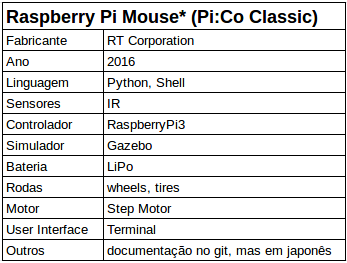 Raspberry Pi Mouse* (Pi:Co Classic)
Fabricante RT Corporation
Ano 2016
Linguagem Python, Shell
Sensores IR
Controlador RaspberryPi3
Simulador Gazebo
Bateria LiPo
Rodas wheels, tires
Motor Step Motor
User Interface Terminal
Outros documentação no git, mas em japonês